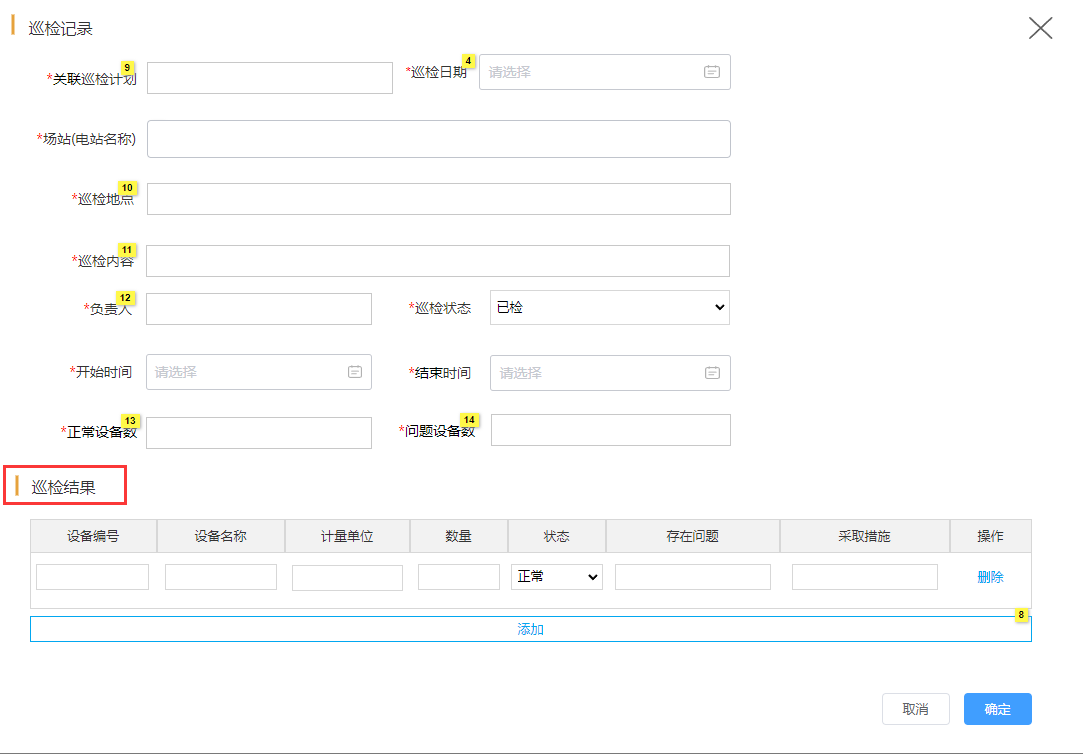 巡检记录
*关联巡检计划 9
*巡检日期 4 请选择
*场站(电站名称)
*巡检地点 10
*巡检内容 11
*负责人 12
*巡检状态 已检
*开始时间 请选择
*结束时间 请选择
*正常设备数 13
*问题设备数 14
巡检结果
设备编号 设备名称 计量单位 数量 状态 存在问题 采取措施 操作
正常 删除
添加 8
取消 确定